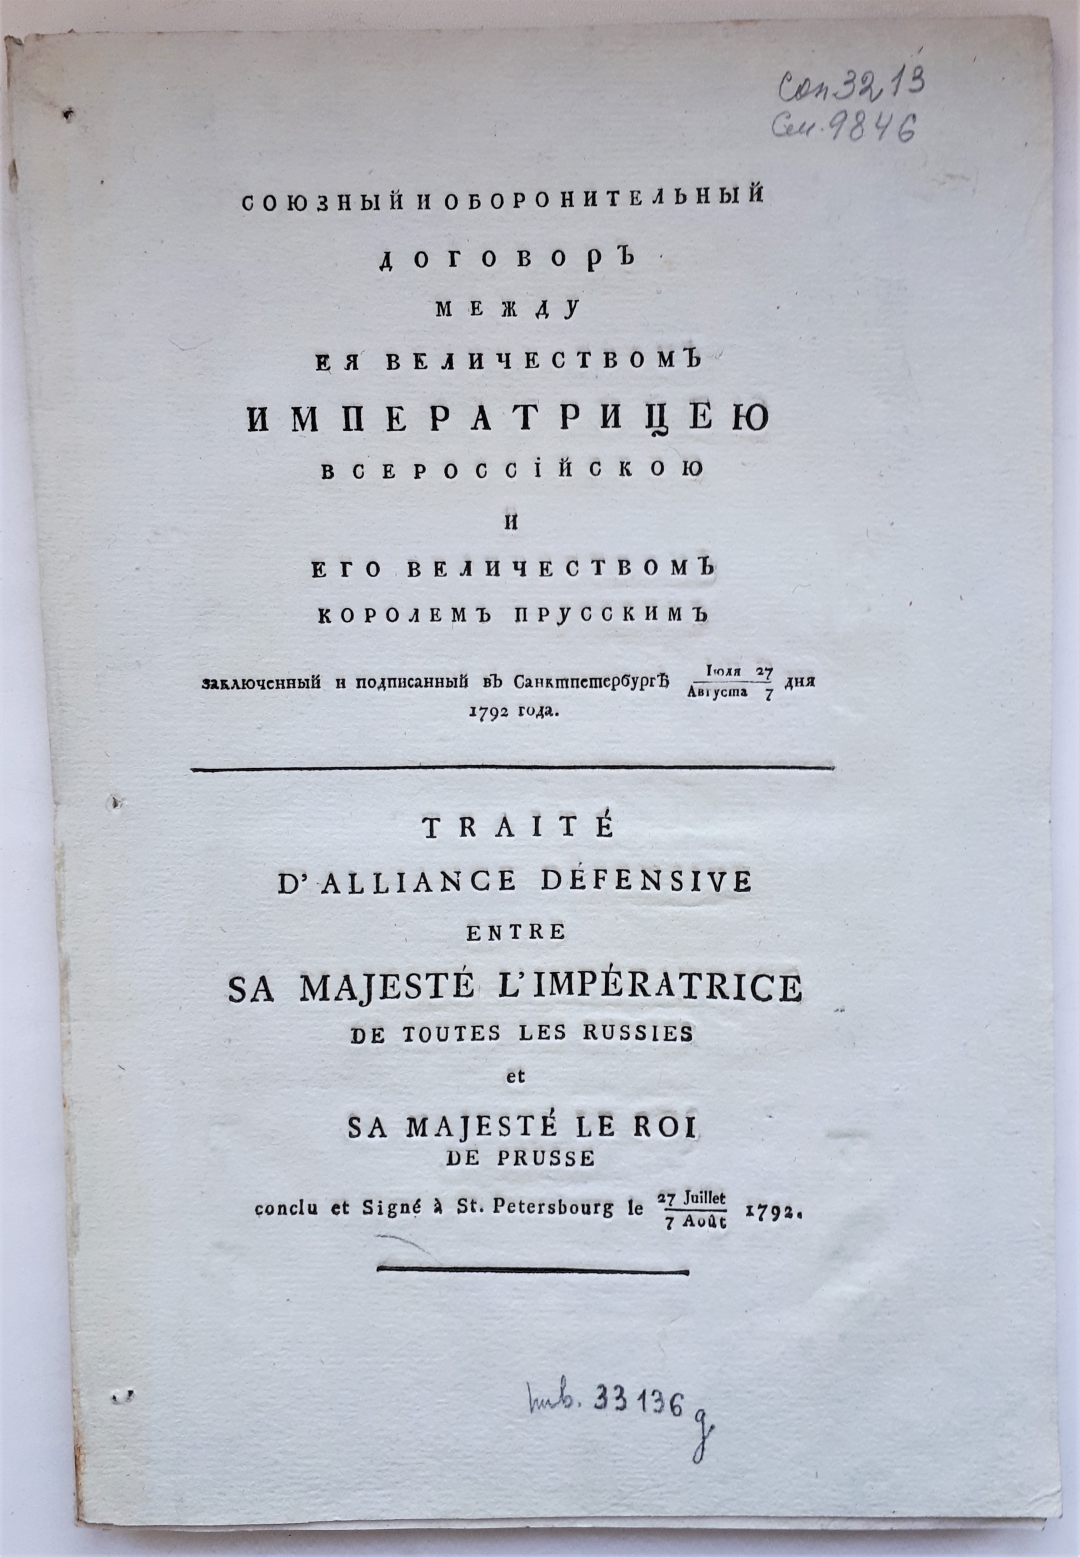 Соп 3213
См. 9846
СОЮЗНЫЙ И ОБОРОНИТЕЛЬНЫЙ
ДОГОВОРЪ
МЕЖДУ
ЕЯ ВЕЛИЧЕСТВОМЪ
ИМПЕРАТРИЦЕЮ
ВСЕРОССІЙСКОЮ
И
ЕГО ВЕЛИЧЕСТВОМЪ
КОРОЛЕМЪ ПРУССКИМЪ
заключенный и подписанный въ Санктпетербургѣ Іюля 27 / Августа 7 дня
1792 года.
TRAITÉ
D'ALLIANCE DÉFENSIVE
ENTRE
SA MAJESTÉ L'IMPÉRATRICE
DE TOUTES LES RUSSIES
et
SA MAJESTÉ LE ROI
DE PRUSSE
conclu et Signé à St. Petersbourg le 27 Juillet / 7 Août 1792.
33136